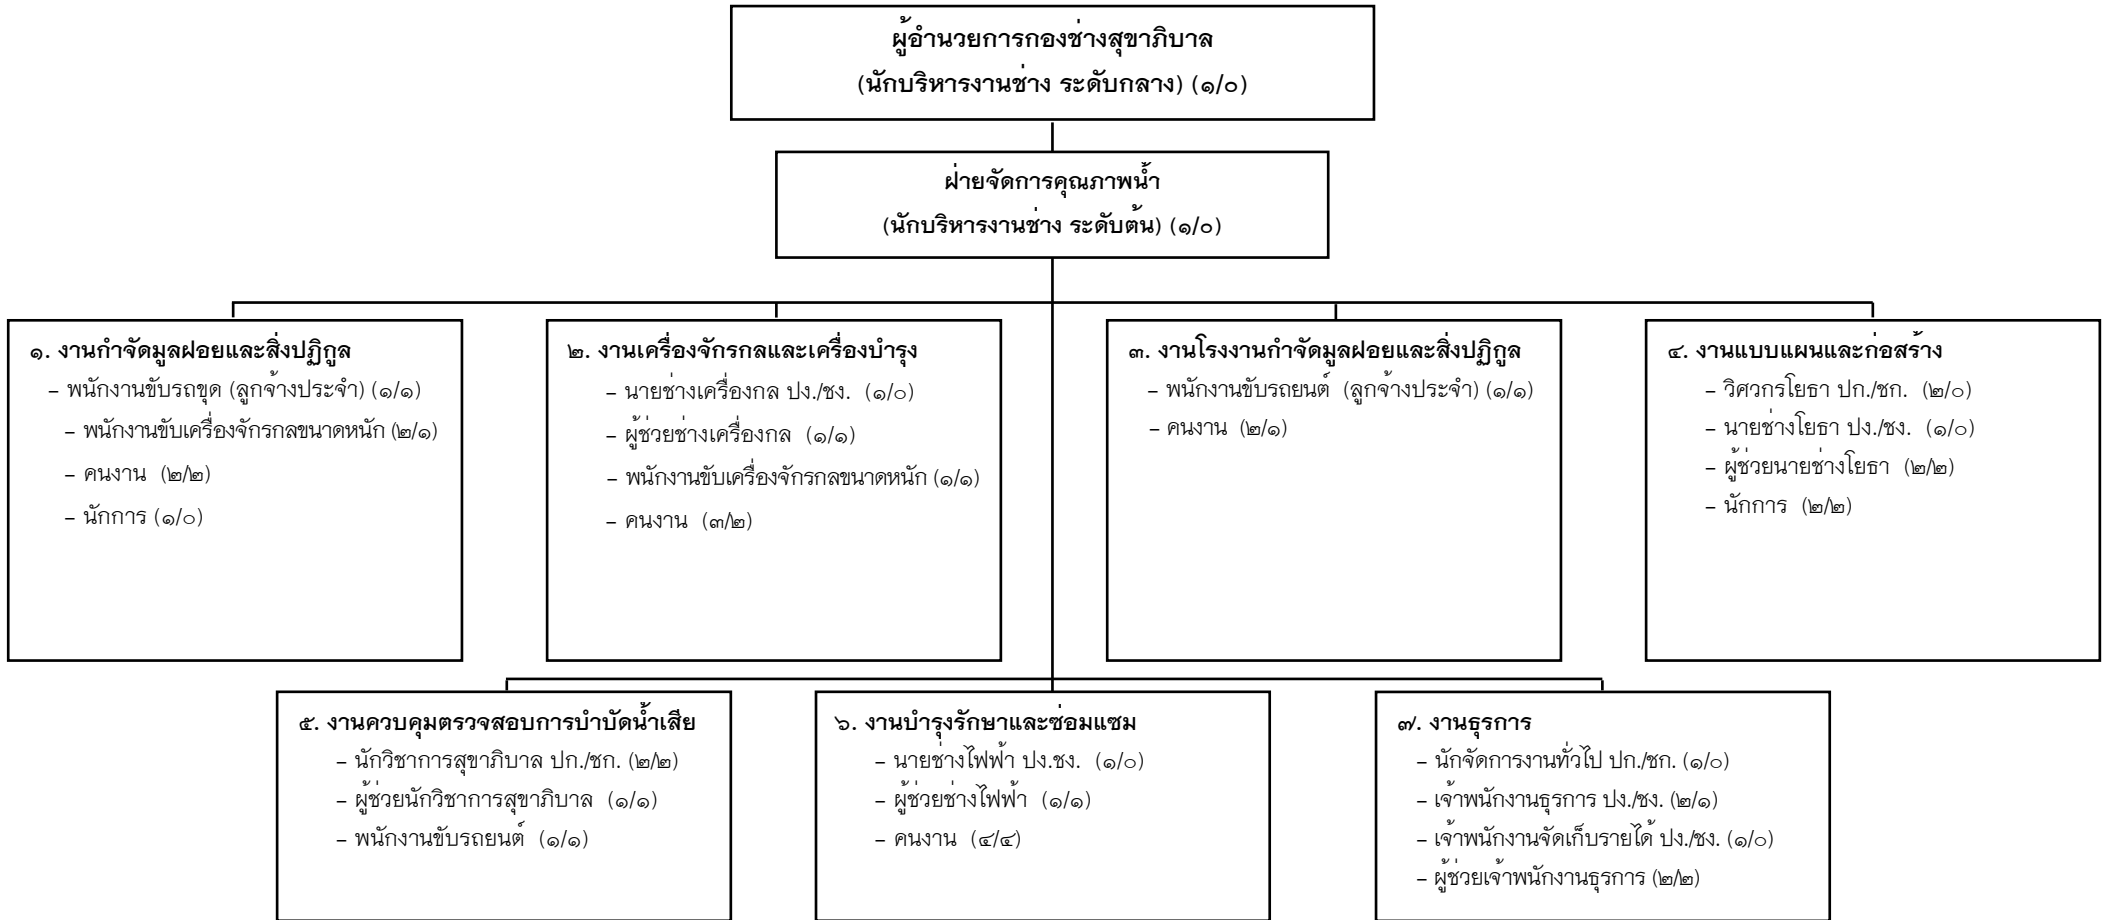 ผู้อำนวยการกองช่างสุขาภิบาล
(นักบริหารงานช่าง ระดับกลาง) (๑/๐)
ฝ่ายจัดการคุณภาพน้ำ
(นักบริหารงานช่าง ระดับต้น) (๑/๐)
๑. งานกำจัดมูลฝอยและสิ่งปฏิกูล
– พนักงานขับรถขุด (ลูกจ้างประจำ) (๑/๑)
– พนักงานขับเครื่องจักรกลขนาดหนัก (๒/๑)
– คนงาน (๒/๒)
– นักการ (๑/๐)
๒. งานเครื่องจักรกลและเครื่องบำรุง
– นายช่างเครื่องกล ปง./ชง. (๑/๐)
– ผู้ช่วยช่างเครื่องกล (๑/๑)
– พนักงานขับเครื่องจักรกลขนาดหนัก (๑/๑)
– คนงาน (๓/๒)
๓. งานโรงงานกำจัดมูลฝอยและสิ่งปฏิกูล
– พนักงานขับรถยนต์ (ลูกจ้างประจำ) (๑/๑)
– คนงาน (๒/๑)
๔. งานแบบแผนและก่อสร้าง
– วิศวกรโยธา ปก./ชก. (๒/๐)
– นายช่างโยธา ปง./ชง. (๑/๐)
– ผู้ช่วยนายช่างโยธา (๒/๒)
– นักการ (๒/๒)
๕. งานควบคุมตรวจสอบการบำบัดน้ำเสีย
– นักวิชาการสุขาภิบาล ปก./ชก. (๒/๒)
– ผู้ช่วยนักวิชาการสุขาภิบาล (๑/๑)
– พนักงานขับรถยนต์ (๑/๑)
๖. งานบำรุงรักษาและซ่อมแซม
– นายช่างไฟฟ้า ปง.ชง. (๑/๐)
– ผู้ช่วยช่างไฟฟ้า (๑/๑)
– คนงาน (๔/๔)
๗. งานธุรการ
– นักจัดการงานทั่วไป ปก./ชก. (๑/๐)
– เจ้าพนักงานธุรการ ปง./ชง. (๒/๑)
– เจ้าพนักงานจัดเก็บรายได้ ปง./ชง. (๑/๐)
– ผู้ช่วยเจ้าพนักงานธุรการ (๒/๒)